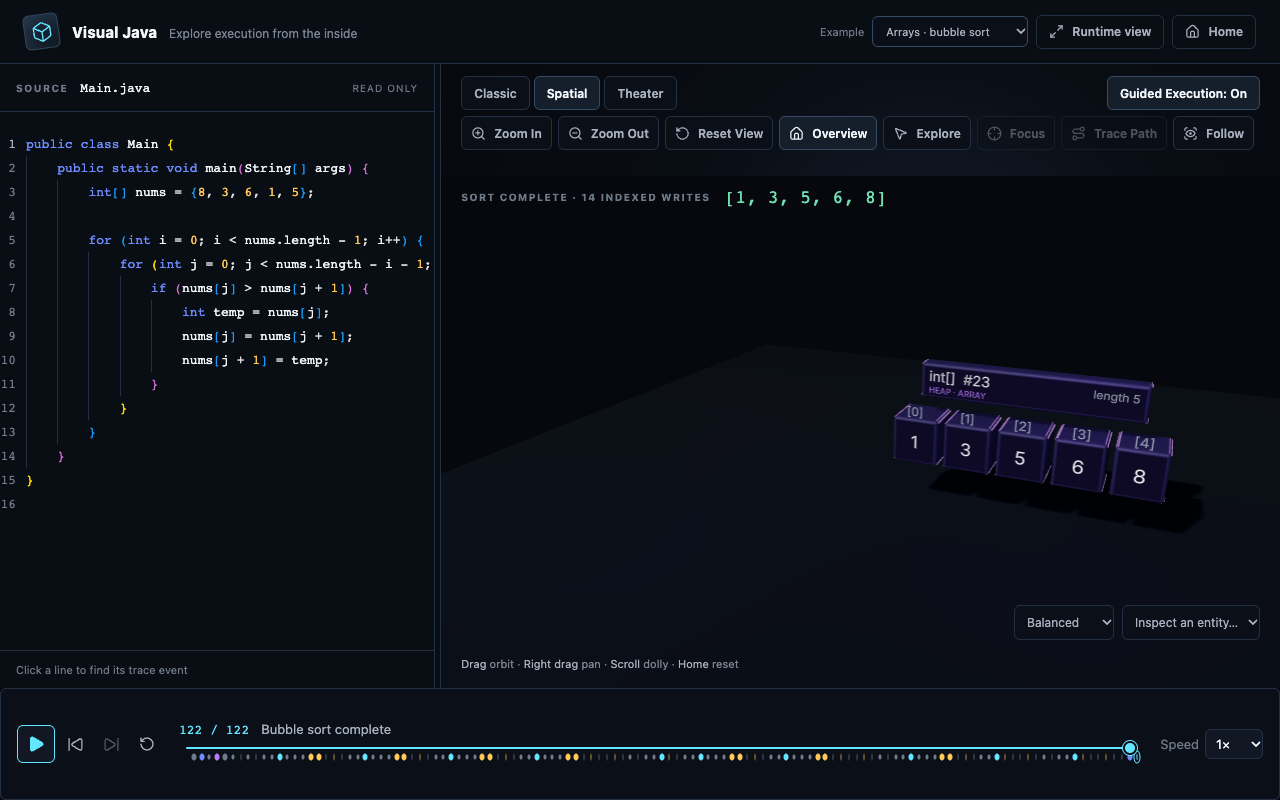 Visual Java Explore execution from the inside
Example Arrays · bubble sort Runtime view Home
SOURCE Main.java READ ONLY
1 public class Main {
2 public static void main(String[] args) {
3 int[] nums = {8, 3, 6, 1, 5};
4
5 for (int i = 0; i < nums.length - 1; i++) {
6 for (int j = 0; j < nums.length - i - 1;
7 if (nums[j] > nums[j + 1]) {
8 int temp = nums[j];
9 nums[j] = nums[j + 1];
10 nums[j + 1] = temp;
11 }
12 }
13 }
14 }
15 }
16
Click a line to find its trace event
Classic Spatial Theater Guided Execution: On
Zoom In Zoom Out Reset View Overview Explore Focus Trace Path Follow
SORT COMPLETE · 14 INDEXED WRITES [1, 3, 5, 6, 8]
int[] #23
HEAP · ARRAY length 5
[0] [1] [2] [3] [4]
1 3 5 6 8
Balanced Inspect an entity...
Drag orbit · Right drag pan · Scroll dolly · Home reset
122 / 122 Bubble sort complete
Speed 1×